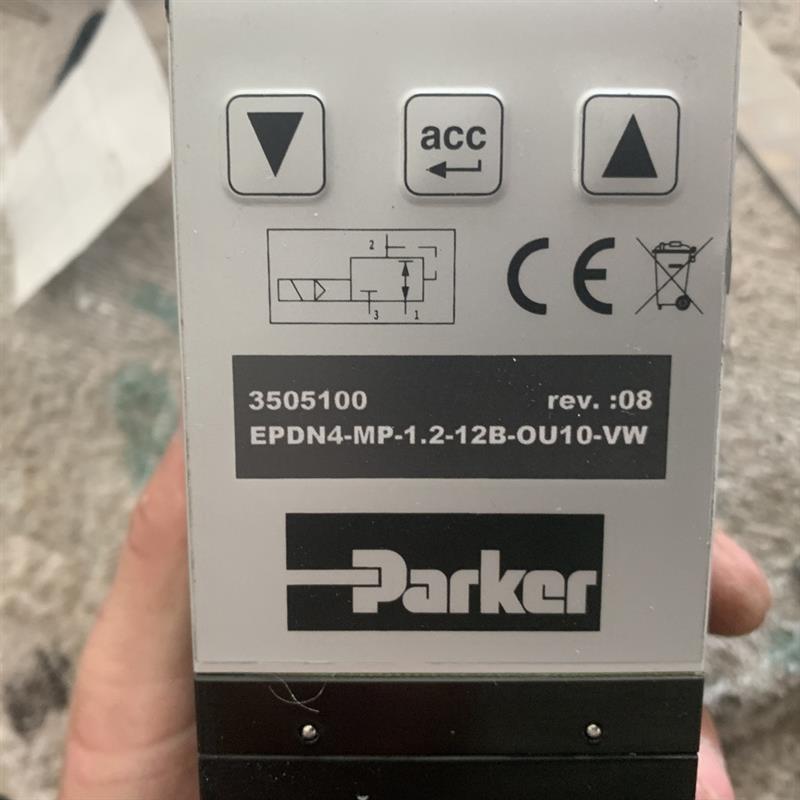 acc
2
3 1
CE
3505100 rev. :08
EPDN4-MP-1.2-12B-OU10-VW
Parker